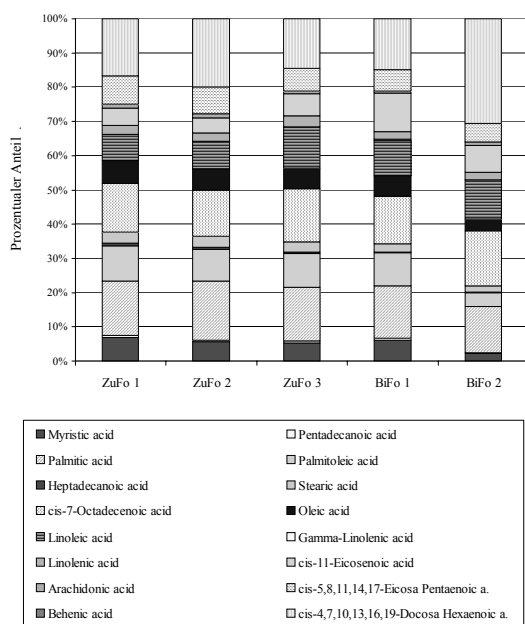 100%
90%
80%
70%
60%
50%
40%
30%
20%
10%
0%
Prozentualer Anteil .
ZuFo 1 ZuFo 2 ZuFo 3 BiFo 1 BiFo 2
Myristic acid Pentadecanoic acid
Palmitic acid Palmitoleic acid
Heptadecanoic acid Stearic acid
cis-7-Octadecenoic acid Oleic acid
Linoleic acid Gamma-Linolenic acid
Linolenic acid cis-11-Eicosenoic acid
Arachidonic acid cis-5,8,11,14,17-Eicosa Pentaenoic a.
Behenic acid cis-4,7,10,13,16,19-Docosa Hexaenoic a.